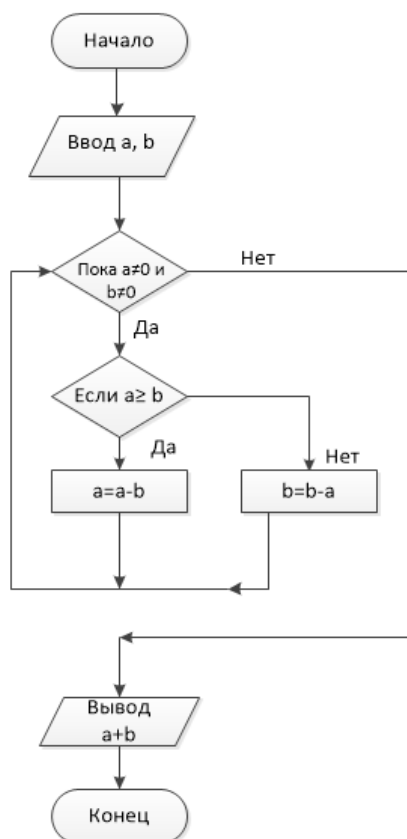 Начало
Ввод a, b
Нет
Пока a≠0 и
b≠0
Да
Если a≥ b
Да
Нет
a=a-b
b=b-a
Вывод
a+b
Конец